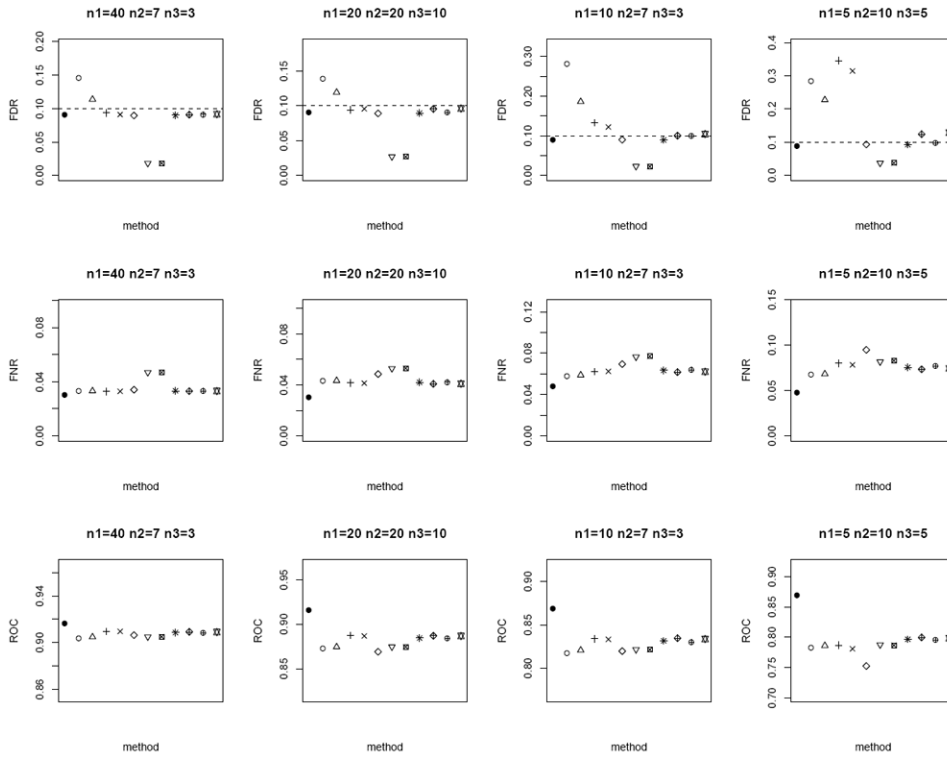 n1=40 n2=7 n3=3
FDR
0.00 0.05 0.10 0.15 0.20
method
n1=20 n2=20 n3=10
FDR
0.00 0.05 0.10 0.15
method
n1=10 n2=7 n3=3
FDR
0.00 0.10 0.20 0.30
method
n1=5 n2=10 n3=5
FDR
0.0 0.1 0.2 0.3 0.4
method
n1=40 n2=7 n3=3
FNR
0.00 0.04 0.08
method
n1=20 n2=20 n3=10
FNR
0.00 0.04 0.08
method
n1=10 n2=7 n3=3
FNR
0.00 0.04 0.08 0.12
method
n1=5 n2=10 n3=5
FNR
0.00 0.05 0.10 0.15
method
n1=40 n2=7 n3=3
ROC
0.86 0.90 0.94
method
n1=20 n2=20 n3=10
ROC
0.85 0.90 0.95
method
n1=10 n2=7 n3=3
ROC
0.80 0.85 0.90
method
n1=5 n2=10 n3=5
ROC
0.70 0.75 0.80 0.85 0.90
method